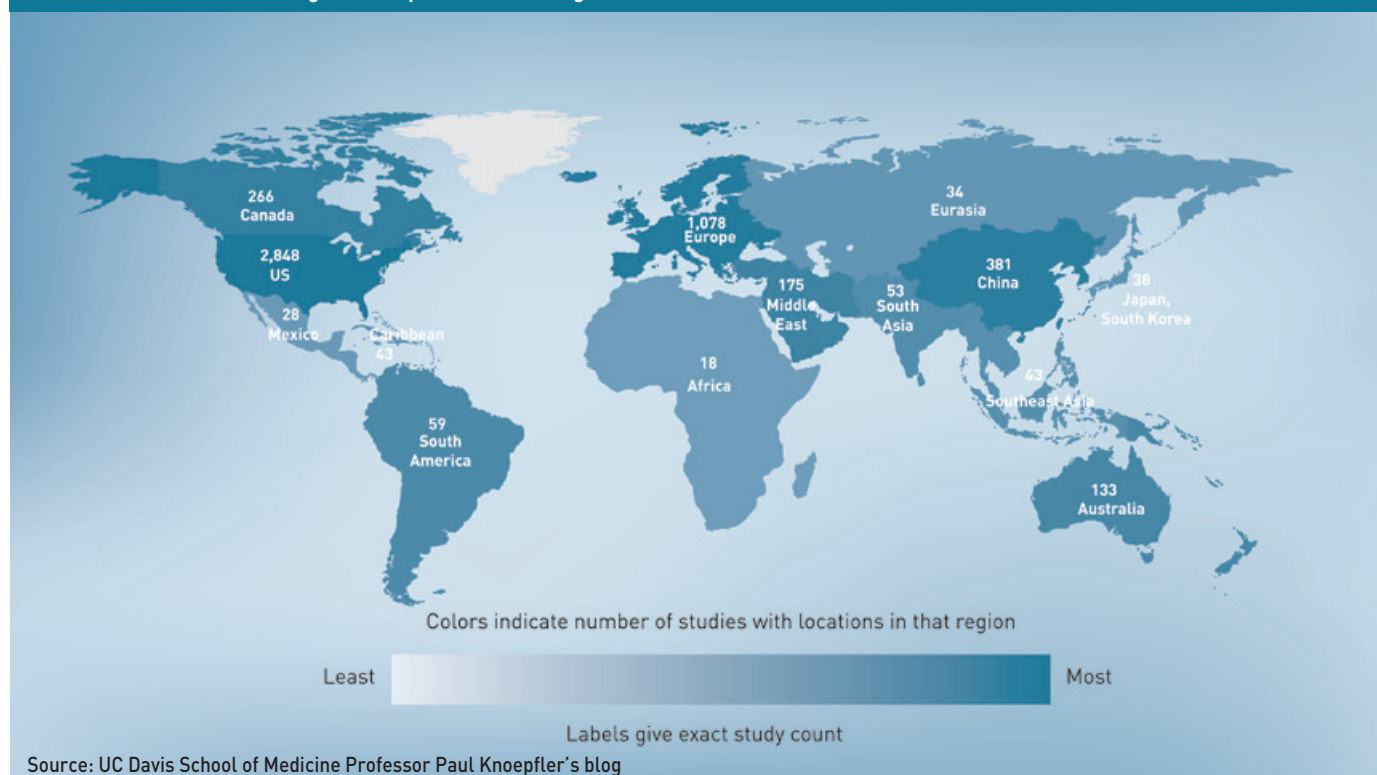 266
Canada
2,848
US
28
Mexico
Caribbean
43
59
South
America
1,078
Europe
34
Eurasia
175
Middle
East
53
South
Asia
381
China
38
Japan,
South Korea
18
Africa
43
Southeast Asia
133
Australia
Colors indicate number of studies with locations in that region
Least
Most
Labels give exact study count
Source: UC Davis School of Medicine Professor Paul Knoepfler's blog